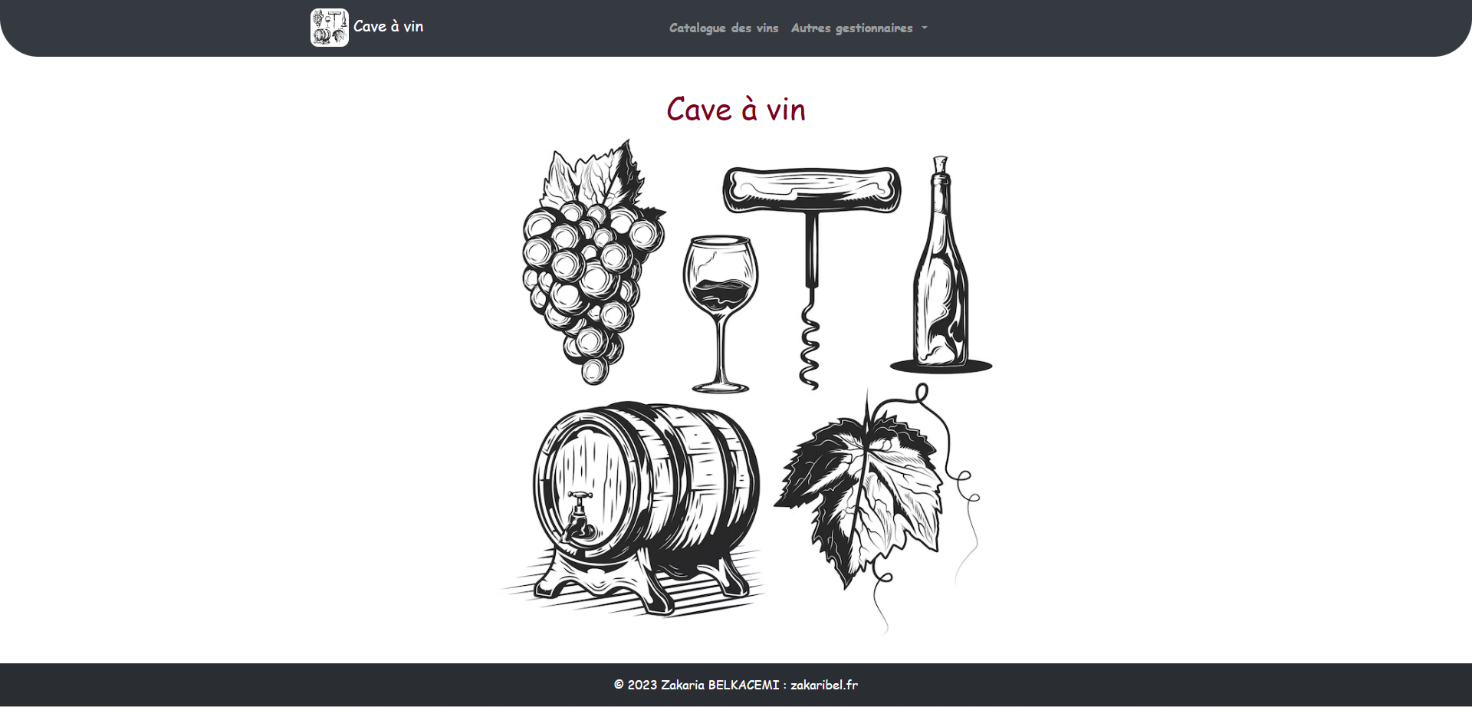 Cave à vin
Catalogue des vins Autres gestionnaires
Cave à vin
© 2023 Zakaria BELKACEMI : zakaribel.fr